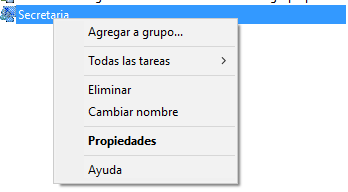 Secretaria
Agregar a grupo...
Todas las tareas
Eliminar
Cambiar nombre
Propiedades
Ayuda